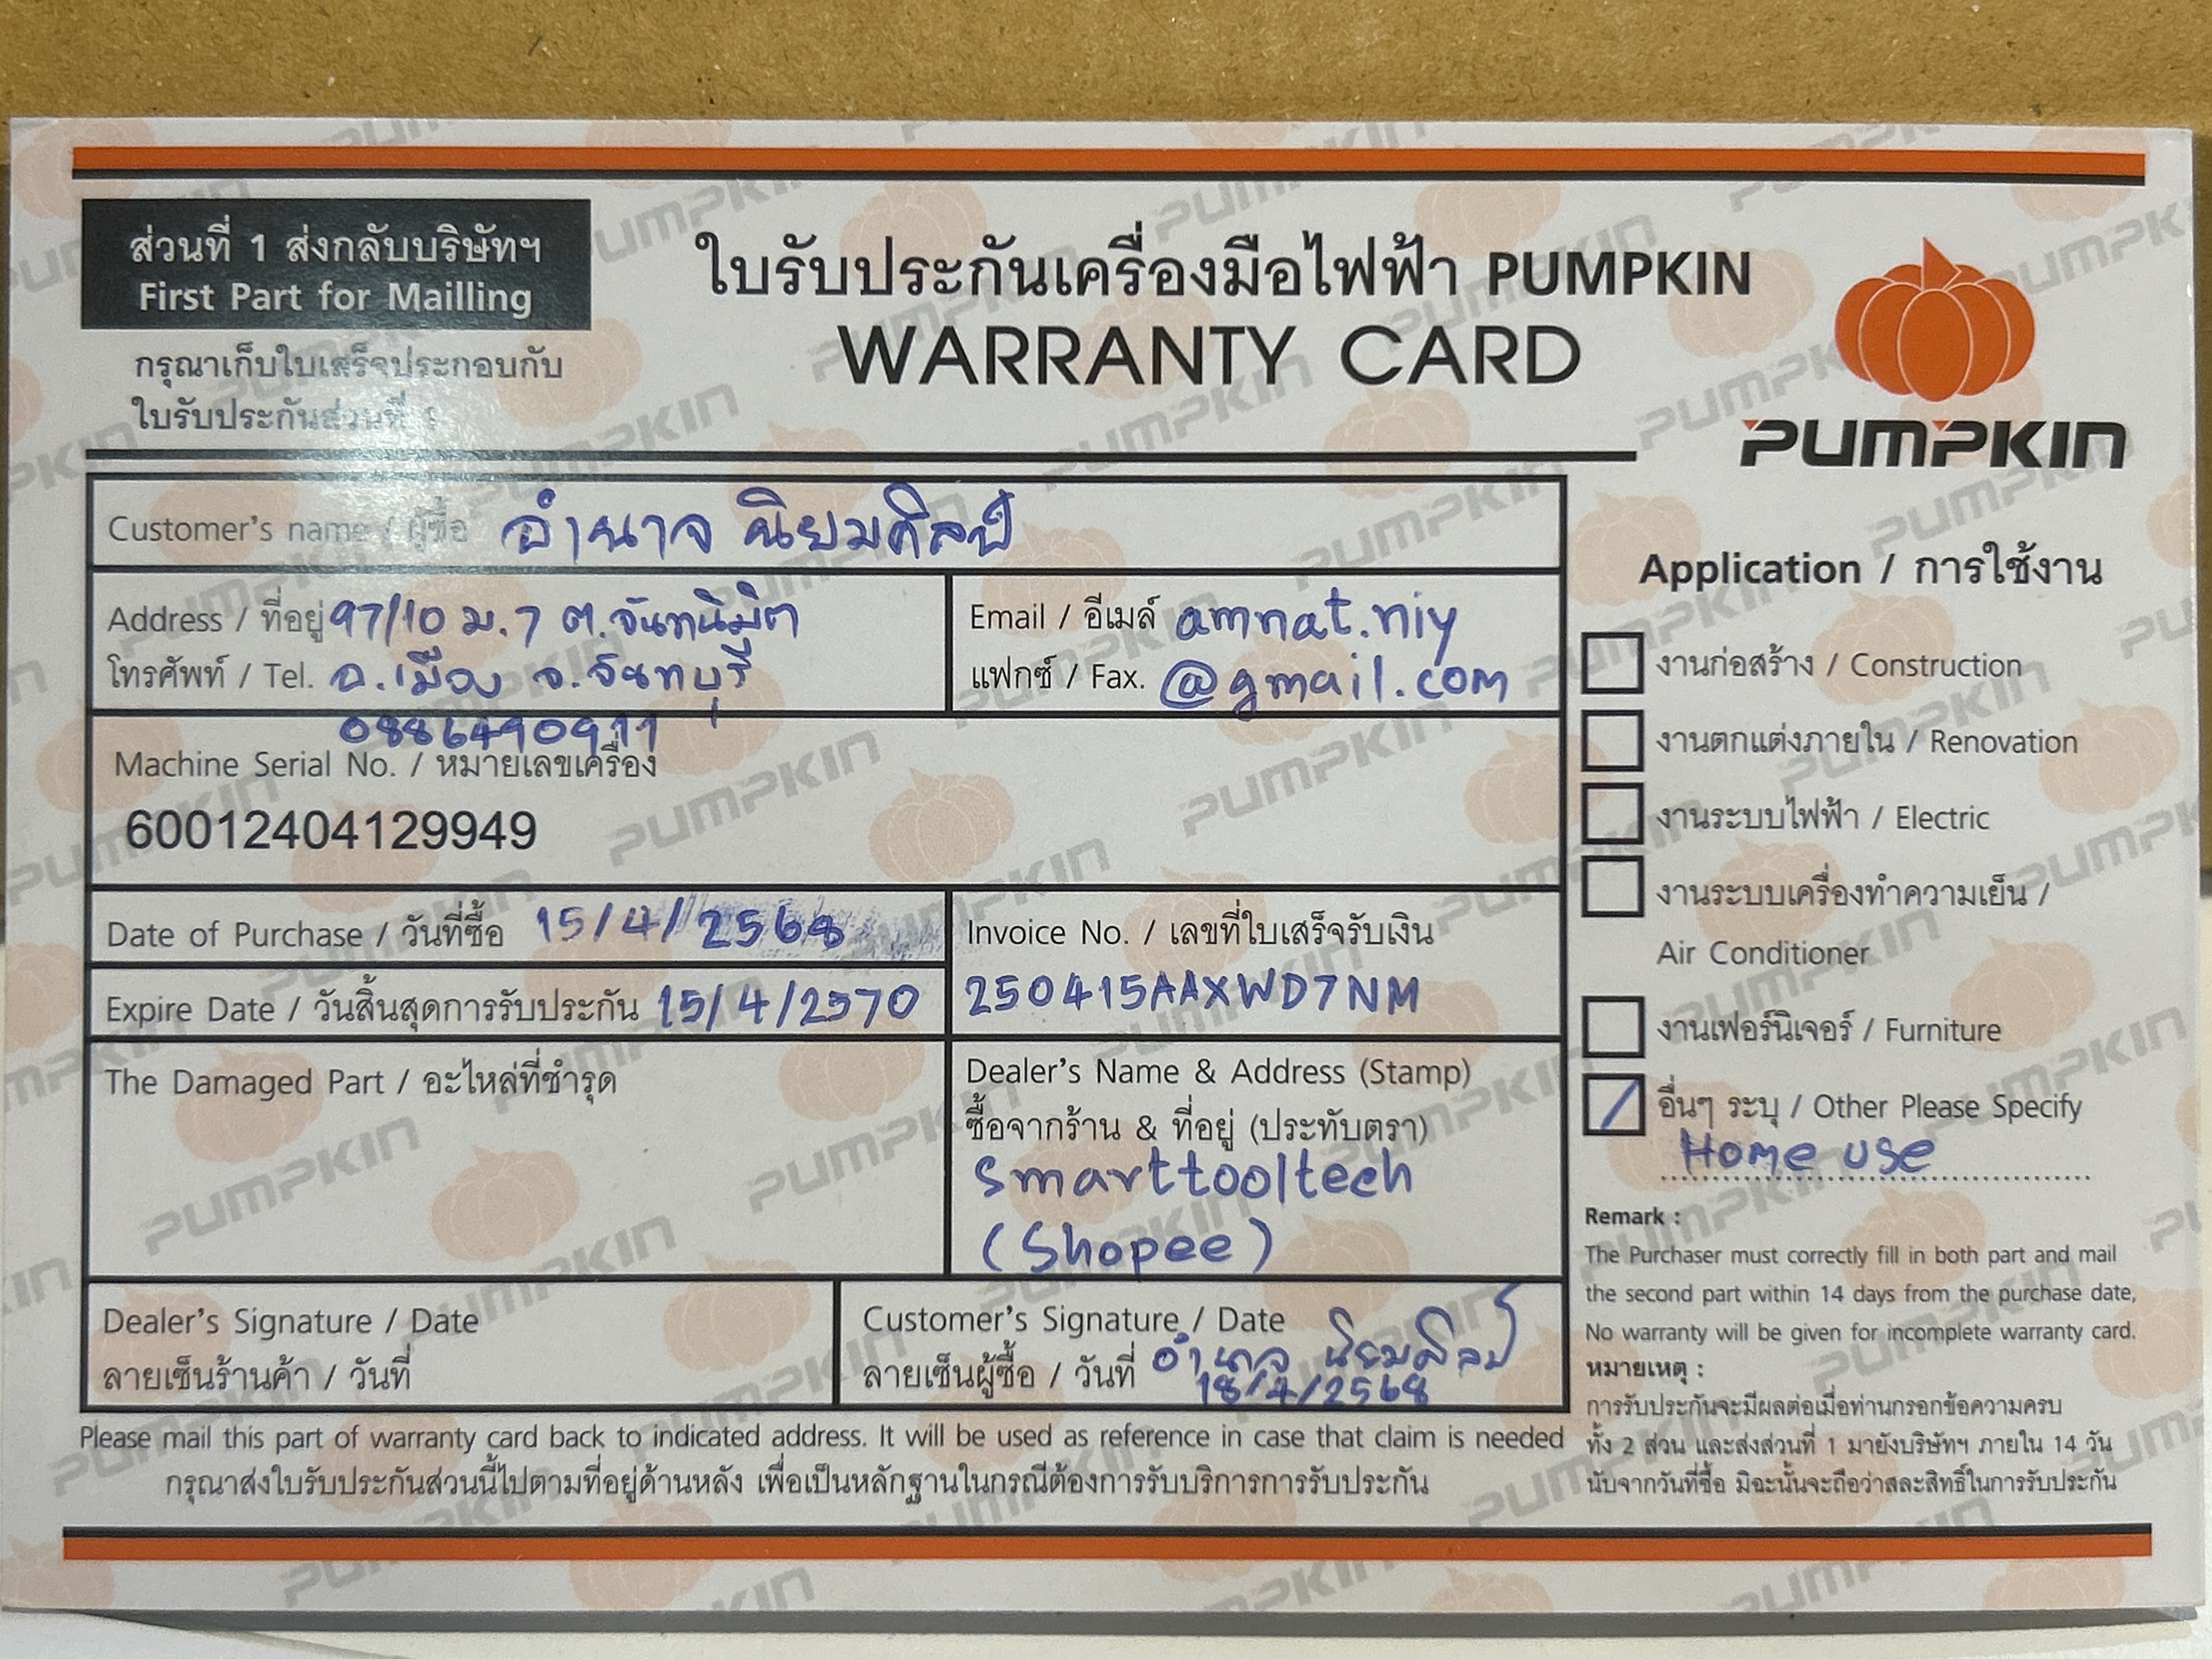 ส่วนที่ 1 ส่งกลับบริษัทฯ
First Part for Mailling
กรุณาเก็บใบเสร็จประกอบกับ
ใบรับประกันส่วนที่ 1
ใบรับประกันเครื่องมือไฟฟ้า PUMPKIN
WARRANTY CARD
PUMPKIN
Customer's name / ผู้ซื้อ อำนาจ นิยมศิลป์
Address / ที่อยู่ 97/10 ม.7 ต.จันทนิมิต
โทรศัพท์ / Tel. อ.เมือง จ.จันทบุรี
0886490911
Email / อีเมล์ amnat.niy
แฟกซ์ / Fax. @gmail.com
Machine Serial No. / หมายเลขเครื่อง
60012404129949
Date of Purchase / วันที่ซื้อ 15/4/2568
Expire Date / วันสิ้นสุดการรับประกัน 15/4/2570
Invoice No. / เลขที่ใบเสร็จรับเงิน
250415AAXWD7NM
The Damaged Part / อะไหล่ที่ชำรุด
Dealer's Name & Address (Stamp)
ซื้อจากร้าน & ที่อยู่ (ประทับตรา)
Smarttooltech
(Shopee)
Dealer's Signature / Date
ลายเซ็นร้านค้า / วันที่
Customer's Signature / Date
ลายเซ็นผู้ซื้อ / วันที่ อำนาจ นิยมศิลป์
18/4/2568
Please mail this part of warranty card back to indicated address. It will be used as reference in case that claim is needed
กรุณาส่งใบรับประกันส่วนนี้ไปตามที่อยู่ด้านหลัง เพื่อเป็นหลักฐานในกรณีต้องการรับบริการการรับประกัน
Application / การใช้งาน
งานก่อสร้าง / Construction
งานตกแต่งภายใน / Renovation
งานระบบไฟฟ้า / Electric
งานระบบเครื่องทำความเย็น /
Air Conditioner
งานเฟอร์นิเจอร์ / Furniture
อื่นๆ ระบุ / Other Please Specify
Home use
Remark :
The Purchaser must correctly fill in both part and mail
the second part within 14 days from the purchase date,
No warranty will be given for incomplete warranty card.
หมายเหตุ :
การรับประกันจะมีผลต่อเมื่อท่านกรอกข้อความครบ
ทั้ง 2 ส่วน และส่งส่วนที่ 1 มายังบริษัทฯ ภายใน 14 วัน
นับจากวันที่ซื้อ มิฉะนั้นจะถือว่าสละสิทธิ์ในการรับประกัน